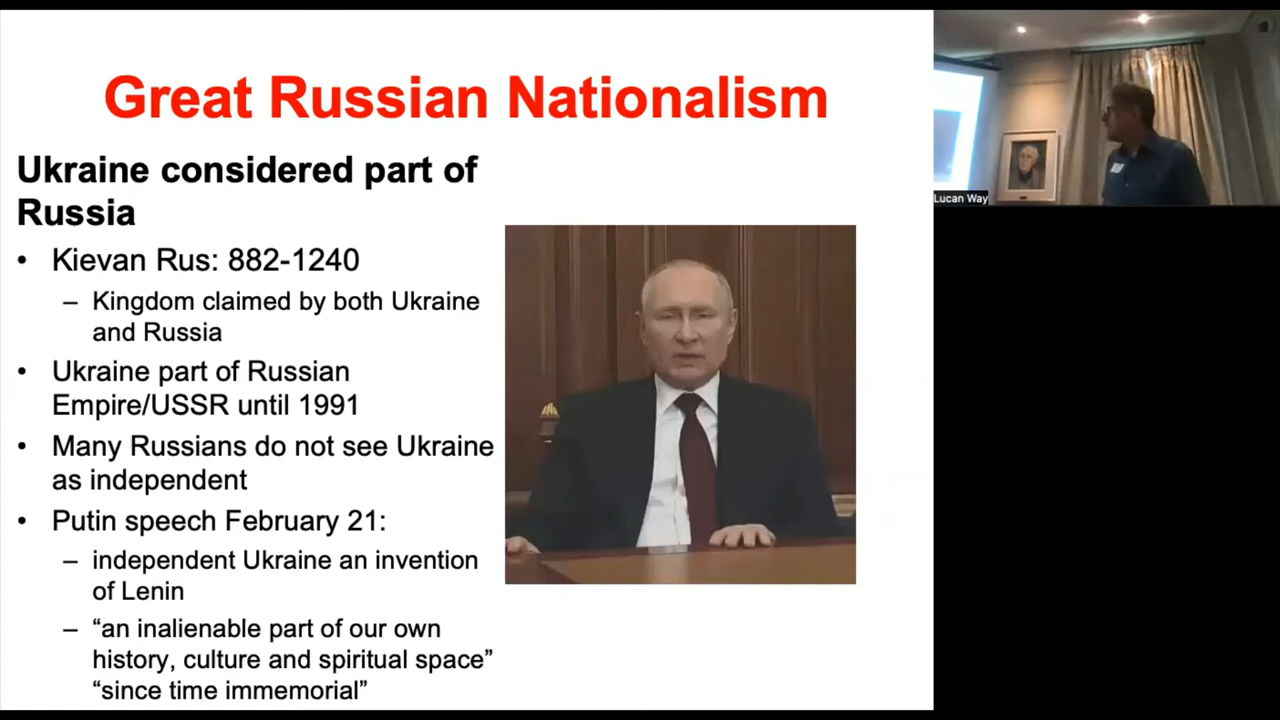 Great Russian Nationalism
Ukraine considered part of
Russia
• Kievan Rus: 882-1240
– Kingdom claimed by both Ukraine
and Russia
• Ukraine part of Russian
Empire/USSR until 1991
• Many Russians do not see Ukraine
as independent
• Putin speech February 21:
– independent Ukraine an invention
of Lenin
– “an inalienable part of our own
history, culture and spiritual space”
“since time immemorial”
Lucan Way